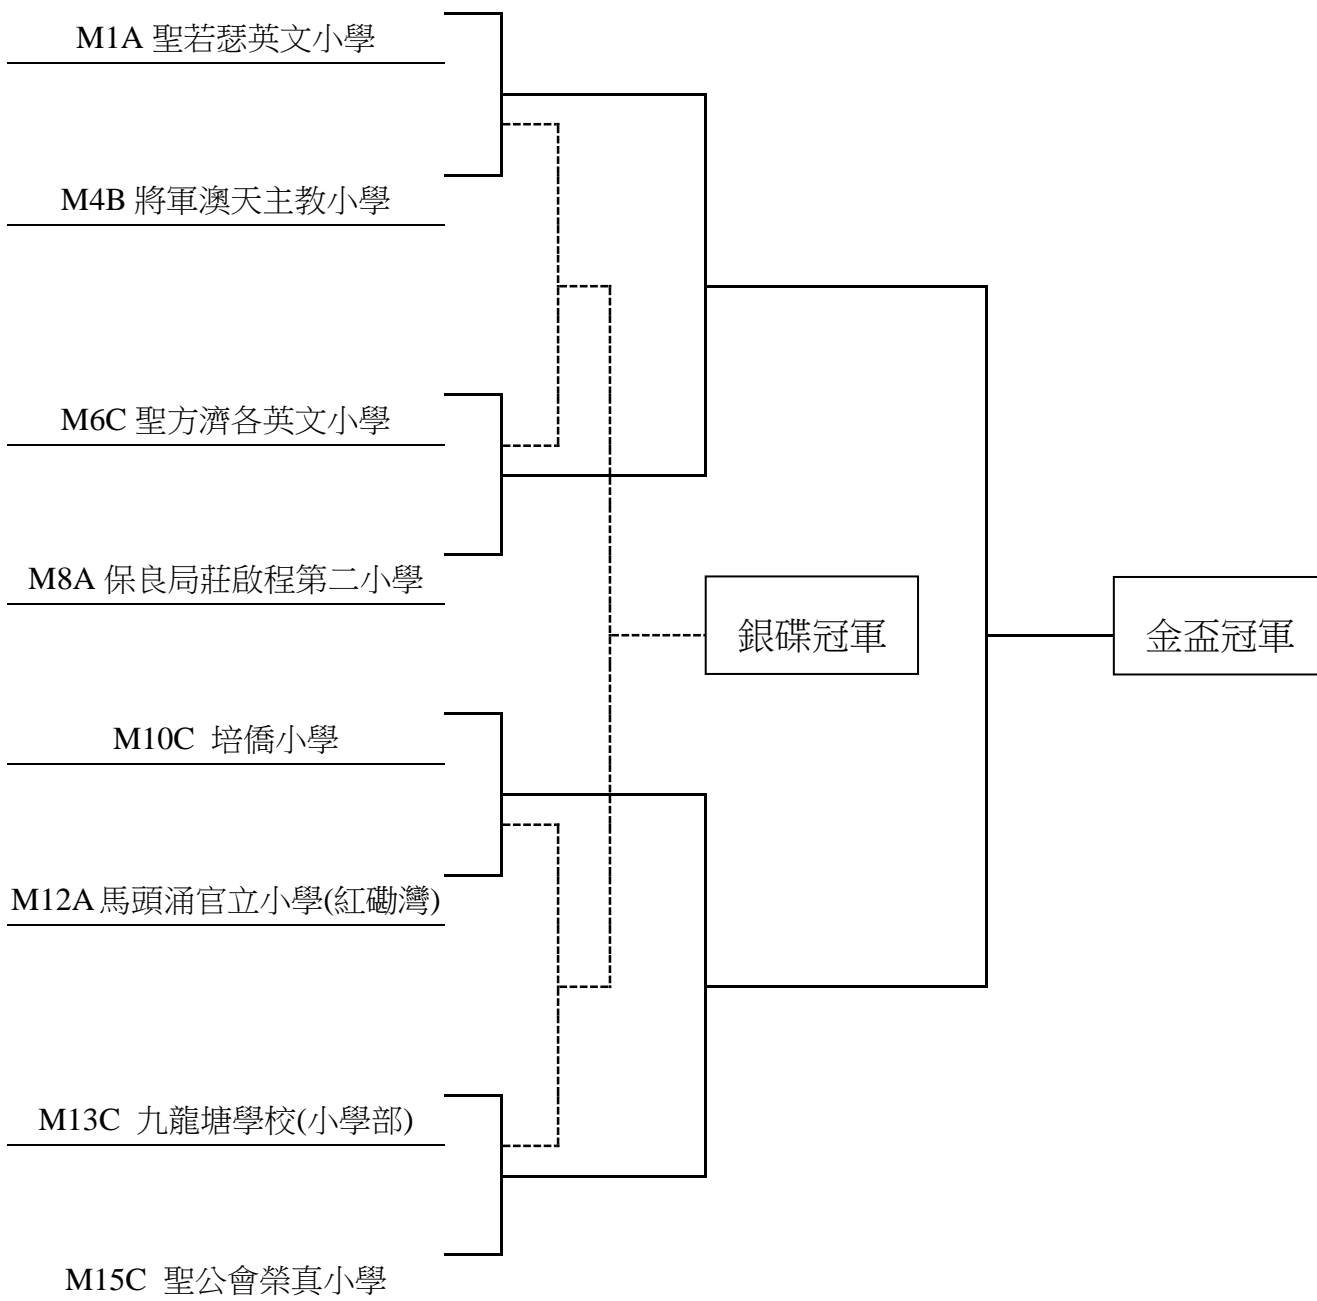 M1A 聖若瑟英文小學
M4B 將軍澳天主教小學
M6C 聖方濟各英文小學
M8A 保良局莊啟程第二小學
銀碟冠軍
金盃冠軍
M10C 培僑小學
M12A 馬頭涌官立小學(紅磡灣)
M13C 九龍塘學校(小學部)
M15C 聖公會榮真小學